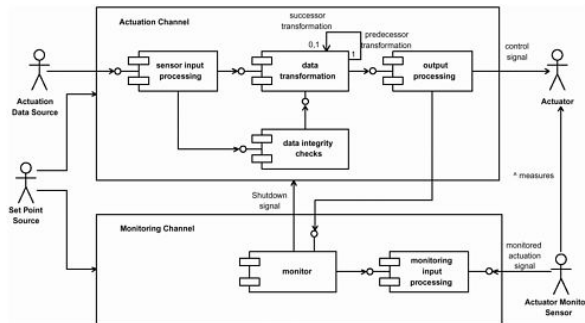 Actuation Channel
successor
transformation
predecessor
transformation
0,1
1
sensor input
processing
data
transformation
output
processing
control
signal
Actuation
Data Source
Actuator
data integrity
checks
^ measures
Shutdown
signal
Set Point
Source
Monitoring Channel
monitored
actuation
signal
monitor
monitoring
input
processing
Actuator Monitor
Sensor